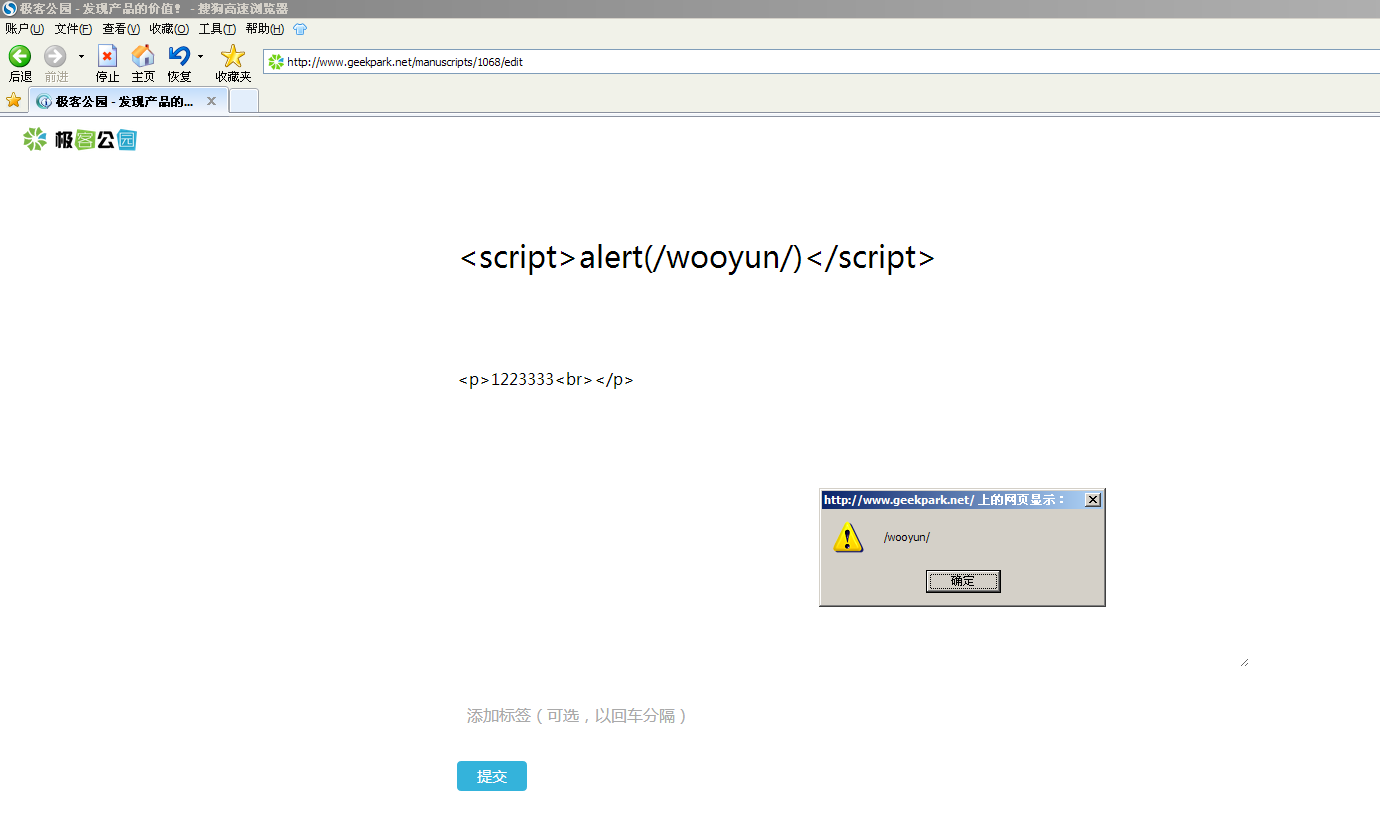 极客公园 - 发现产品的价值! - 搜狗高速浏览器
账户(U) 文件(F) 查看(V) 收藏(O) 工具(T) 帮助(H)
后退 前进 停止 主页 恢复 收藏夹
http://www.geekpark.net/manuscripts/1068/edit
极客公园 - 发现产品的...
极客公园
<script>alert(/wooyun/)</script>
<p>1223333<br></p>
http://www.geekpark.net/ 上的网页显示：
/wooyun/
确定
添加标签（可选，以回车分隔）
提交